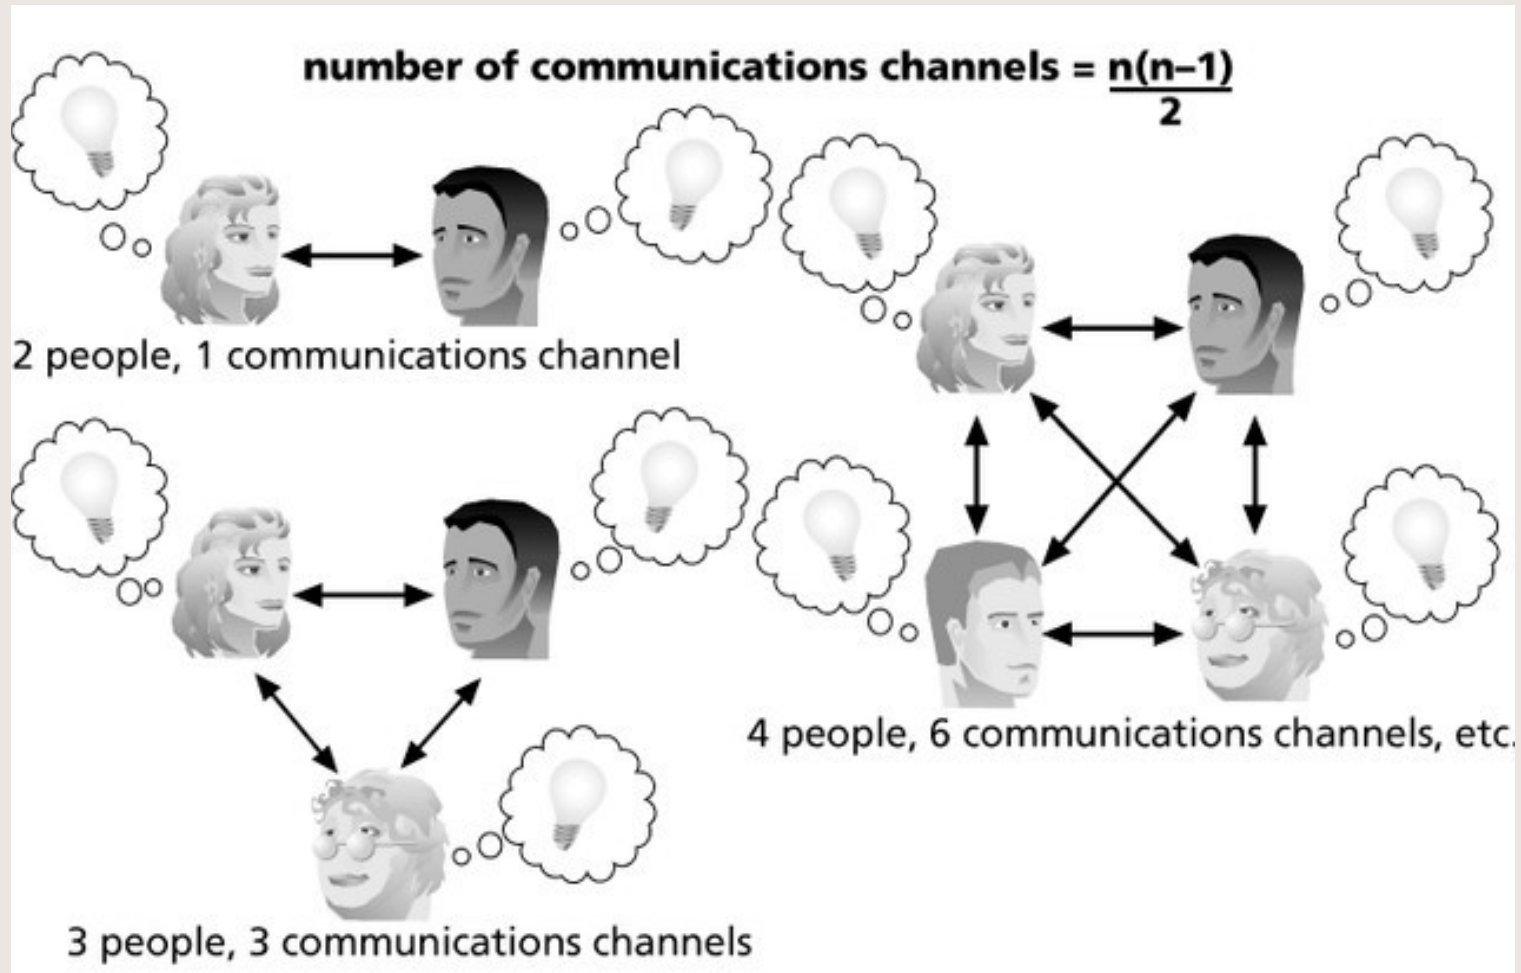 number of communications channels = n(n–1)
2
2 people, 1 communications channel
4 people, 6 communications channels, etc.
3 people, 3 communications channels